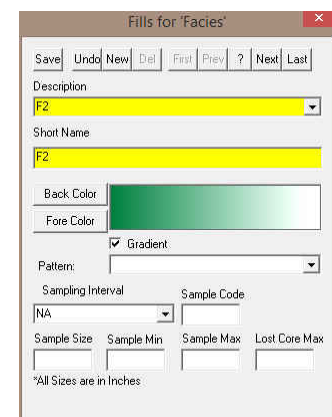 Fills for 'Facies'
Save Undo New Del First Prev ? Next Last
Description
F2
Short Name
F2
Back Color
Fore Color
Gradient
Pattern:
Sampling Interval Sample Code
NA
Sample Size Sample Min Sample Max Lost Core Max
*All Sizes are in Inches